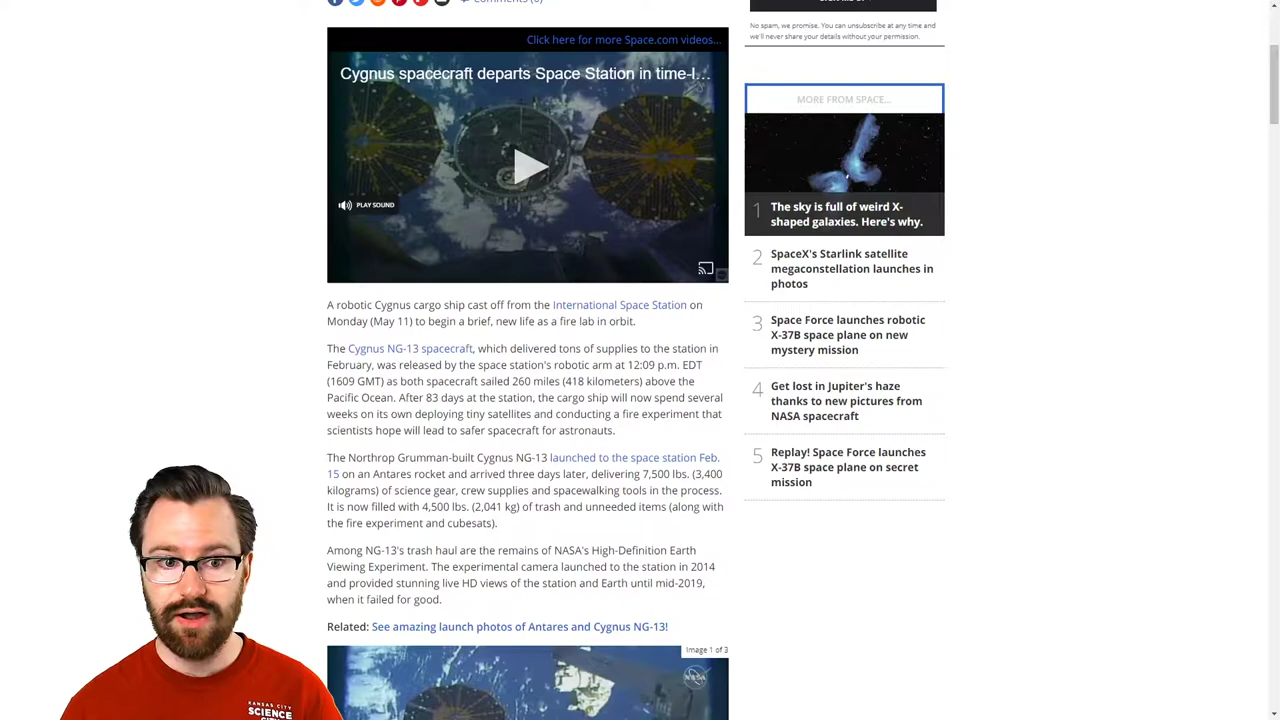 Comments (0)
Click here for more Space.com videos...
Cygnus spacecraft departs Space Station in time-l...
PLAY SOUND
A robotic Cygnus cargo ship cast off from the International Space Station on
Monday (May 11) to begin a brief, new life as a fire lab in orbit.
The Cygnus NG-13 spacecraft, which delivered tons of supplies to the station in
February, was released by the space station's robotic arm at 12:09 p.m. EDT
(1609 GMT) as both spacecraft sailed 260 miles (418 kilometers) above the
Pacific Ocean. After 83 days at the station, the cargo ship will now spend several
weeks on its own deploying tiny satellites and conducting a fire experiment that
scientists hope will lead to safer spacecraft for astronauts.
The Northrop Grumman-built Cygnus NG-13 launched to the space station Feb.
15 on an Antares rocket and arrived three days later, delivering 7,500 lbs. (3,400
kilograms) of science gear, crew supplies and spacewalking tools in the process.
It is now filled with 4,500 lbs. (2,041 kg) of trash and unneeded items (along with
the fire experiment and cubesats).
Among NG-13's trash haul are the remains of NASA's High-Definition Earth
Viewing Experiment. The experimental camera launched to the station in 2014
and provided stunning live HD views of the station and Earth until mid-2019,
when it failed for good.
Related: See amazing launch photos of Antares and Cygnus NG-13!
Image 1 of 3
NASA
No spam, we promise. You can unsubscribe at any time and
we'll never share your details without your permission.
MORE FROM SPACE...
1 The sky is full of weird X-
shaped galaxies. Here's why.
2 SpaceX's Starlink satellite
megaconstellation launches in
photos
3 Space Force launches robotic
X-37B space plane on new
mystery mission
4 Get lost in Jupiter's haze
thanks to new pictures from
NASA spacecraft
5 Replay! Space Force launches
X-37B space plane on secret
mission
KANSAS CITY
SCIENCE